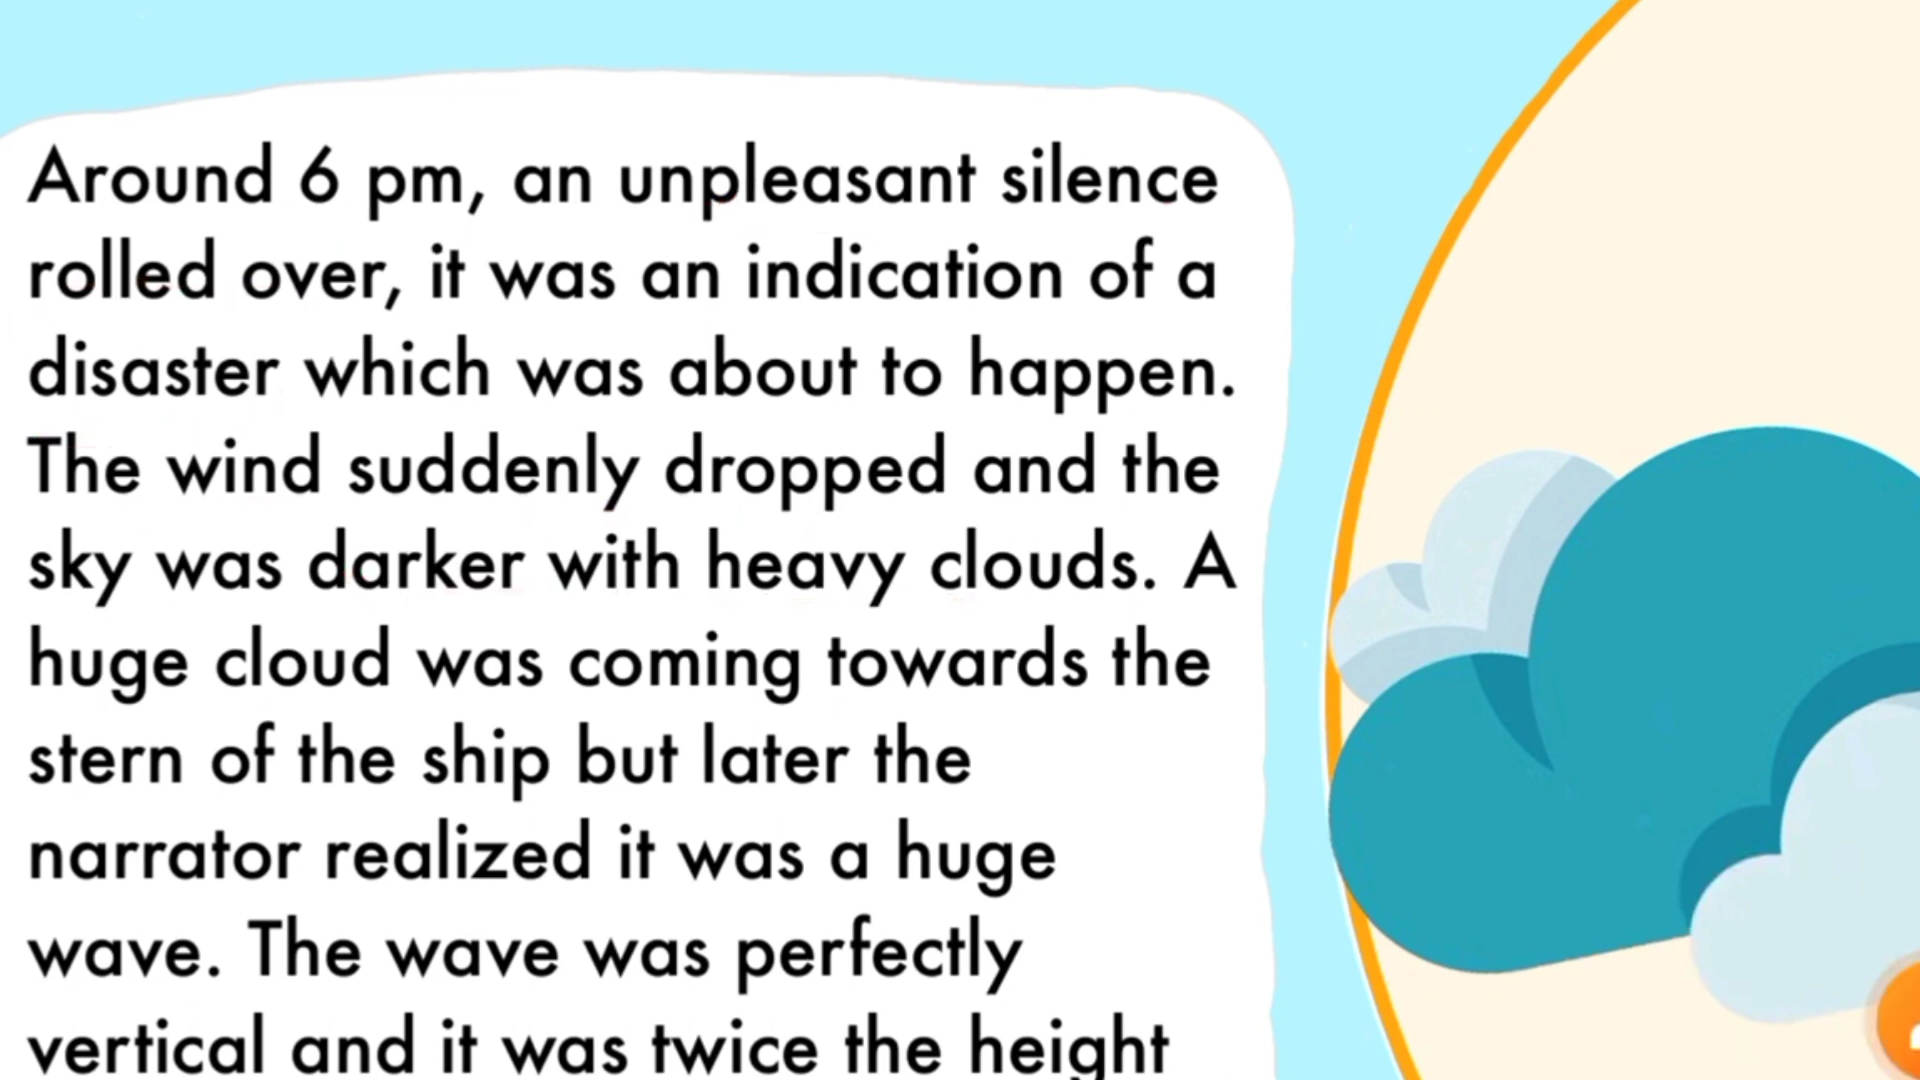 Around 6 pm, an unpleasant silence
rolled over, it was an indication of a
disaster which was about to happen.
The wind suddenly dropped and the
sky was darker with heavy clouds. A
huge cloud was coming towards the
stern of the ship but later the
narrator realized it was a huge
wave. The wave was perfectly
vertical and it was twice the height